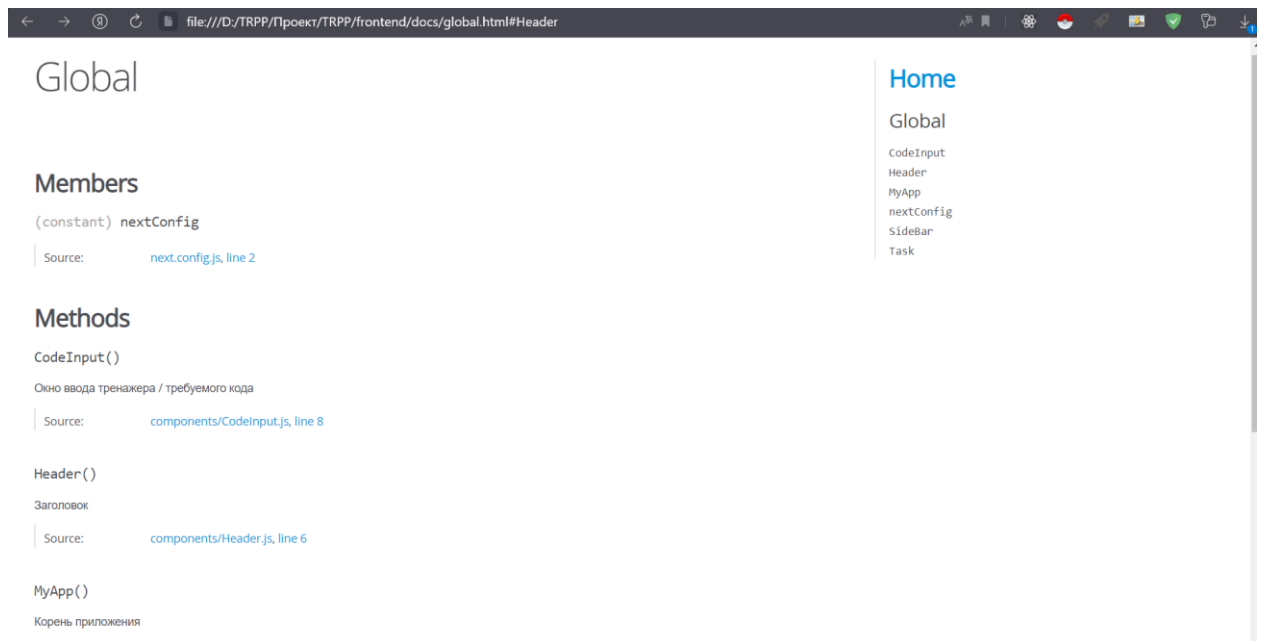 file:///D:/TRPP/Проект/TRPP/frontend/docs/global.html#Header
Global
Members
(constant) nextConfig
Source: next.config.js, line 2
Methods
CodeInput()
Окно ввода тренажера / требуемого кода
Source: components/CodeInput.js, line 8
Header()
Заголовок
Source: components/Header.js, line 6
MyApp()
Корень приложения
Home
Global
CodeInput
Header
MyApp
nextConfig
SideBar
Task